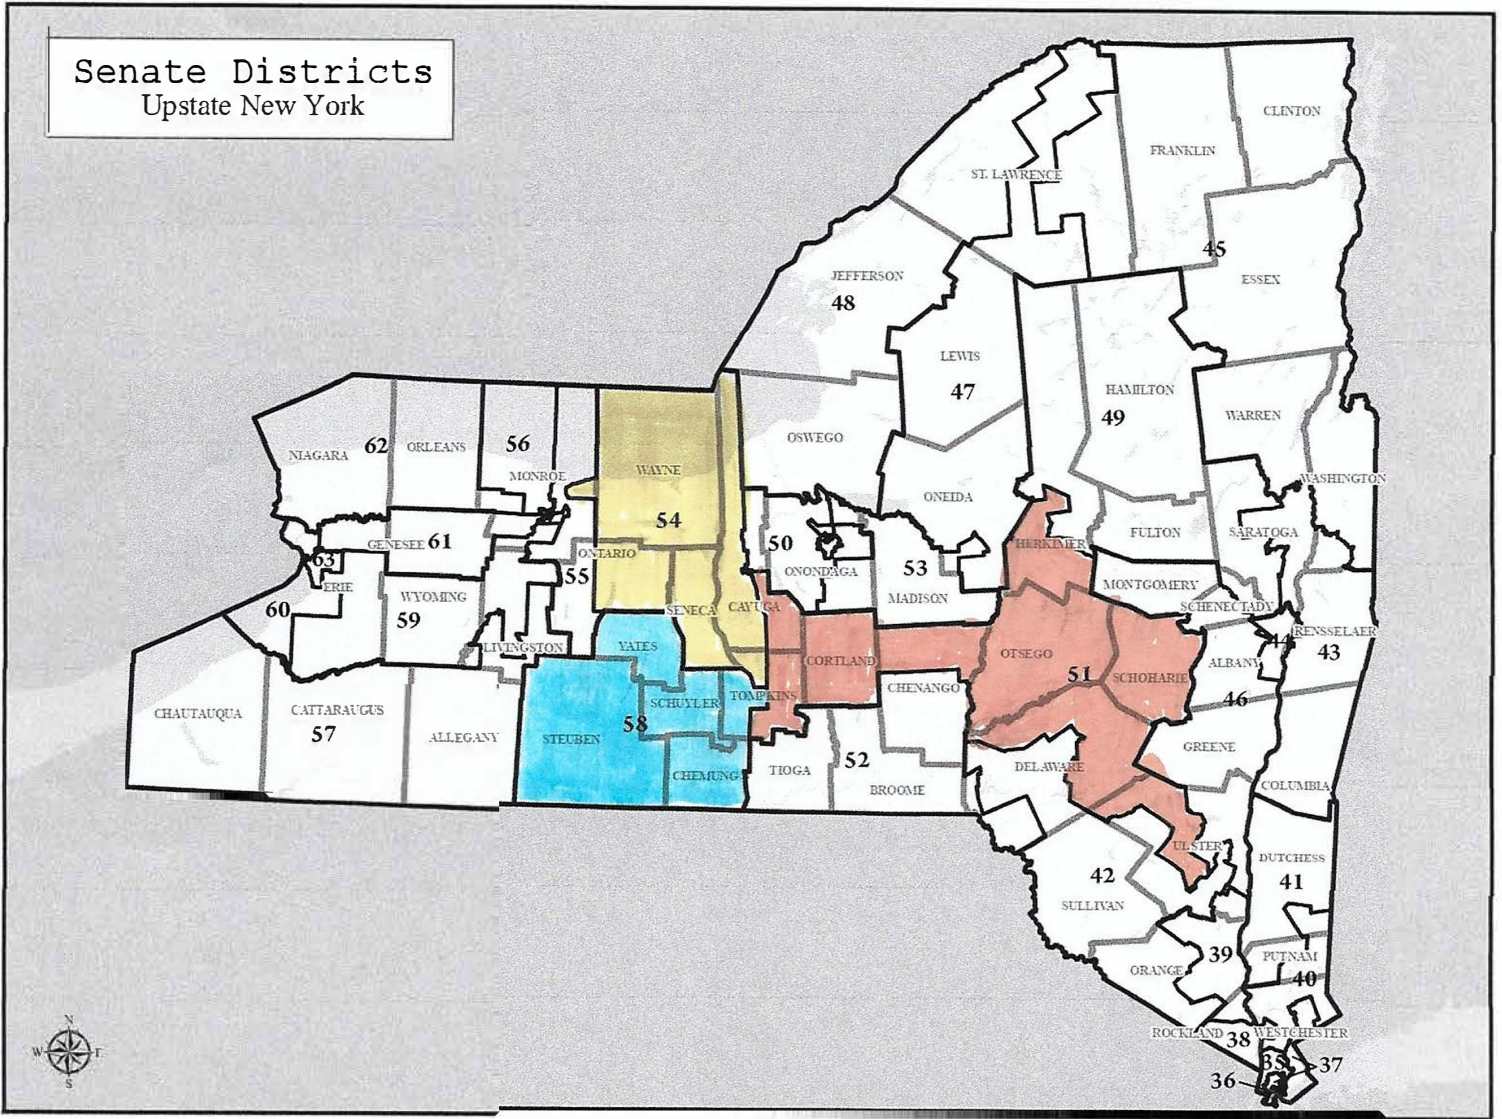 Senate Districts
Upstate New York
CLINTON
FRANKLIN
ST. LAWRENCE
45
JEFFERSON
48
ESSEX
LEWIS
47
HAMILTON
49
WARREN
OSWEGO
62
ORLEANS
56
NIAGARA
MONROE
WAYNE
WASHINGTON
ONEIDA
54
FULTON
SARATOGA
GENESEE
61
63
ONTARIO
50
HERKIMER
ERIE
55
ONONDAGA
53
MONTGOMERY
WYOMING
MADISON
60
59
SENECA
CAYUGA
SCHENECTADY
44
RENSSELAER
LIVINGSTON
YATES
CORTLAND
OTSEGO
ALBANY
43
51
SCHOHARIE
CHENANGO
TOMPKINS
SCHUYLER
46
CHAUTAUQUA
CATTARAUGUS
57
ALLEGANY
STEUBEN
58
GREENE
CHEMUNG
TIOGA
52
DELAWARE
BROOME
COLUMBIA
ULSTER
DUTCHESS
42
41
SULLIVAN
39
PUTNAM
ORANGE
40
N
W
E
S
ROCKLAND
38
WESTCHESTER
35
37
36